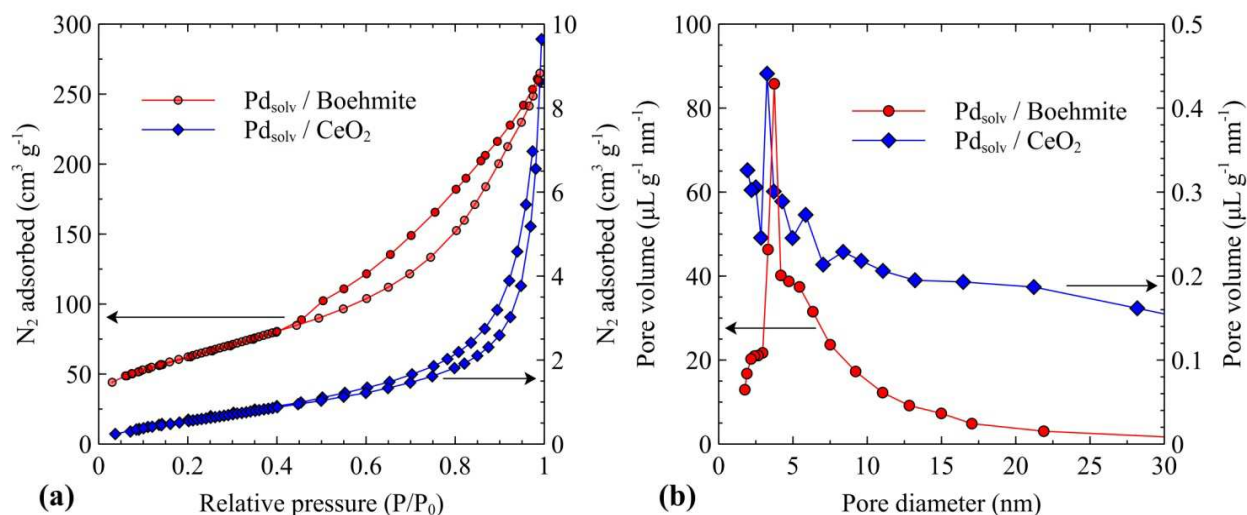 300
250
200
150
100
50
0
N₂ adsorbed (cm³ g⁻¹)
10
8
6
4
2
0
N₂ adsorbed (cm³ g⁻¹)
Pd_solv / Boehmite
Pd_solv / CeO₂
0 0.2 0.4 0.6 0.8 1
Relative pressure (P/P₀)
(a)
100
80
60
40
20
0
Pore volume (μL g⁻¹ nm⁻¹)
0.5
0.4
0.3
0.2
0.1
0
Pore volume (μL g⁻¹ nm⁻¹)
Pd_solv / Boehmite
Pd_solv / CeO₂
0 5 10 15 20 25 30
Pore diameter (nm)
(b)